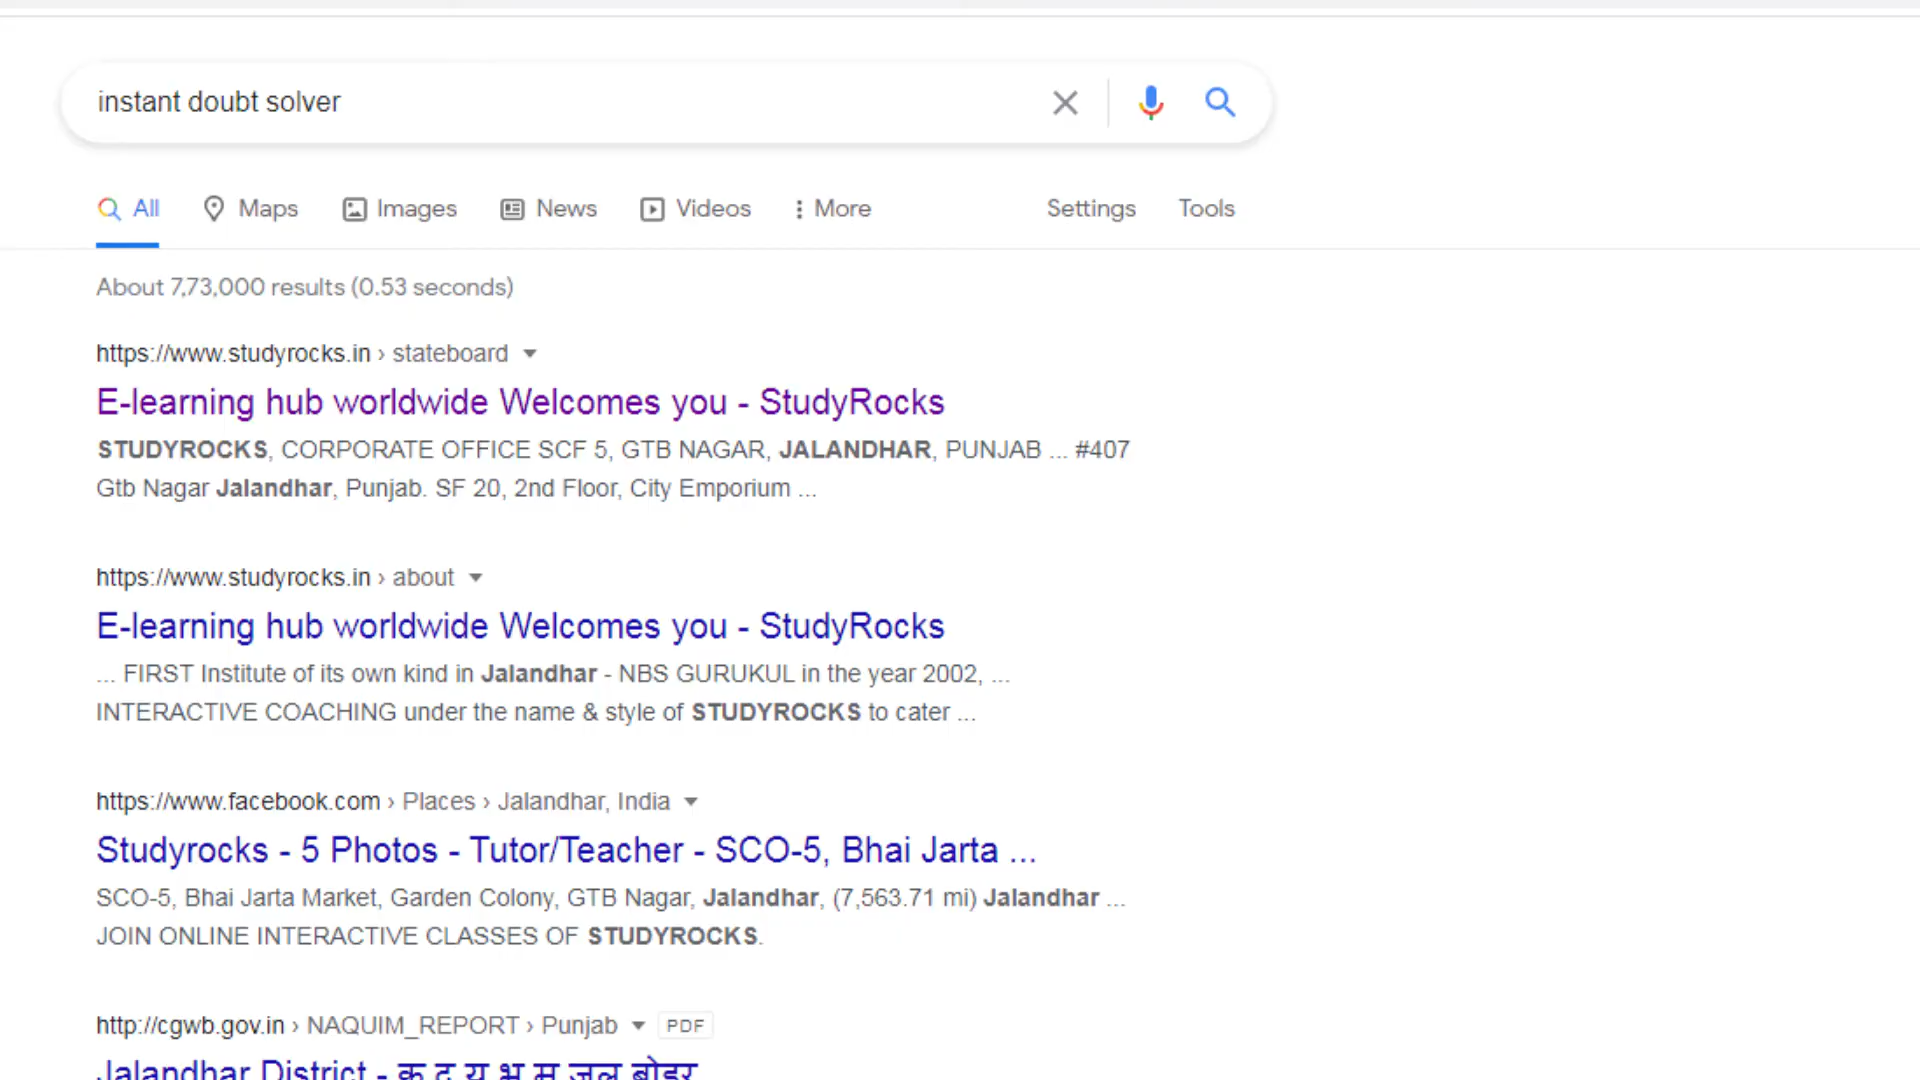 instant doubt solver
All Maps Images News Videos More Settings Tools
About 7,73,000 results (0.53 seconds)
https://www.studyrocks.in › stateboard
E-learning hub worldwide Welcomes you - StudyRocks
STUDYROCKS, CORPORATE OFFICE SCF 5, GTB NAGAR, JALANDHAR, PUNJAB ... #407
Gtb Nagar Jalandhar, Punjab. SF 20, 2nd Floor, City Emporium ...
https://www.studyrocks.in › about
E-learning hub worldwide Welcomes you - StudyRocks
... FIRST Institute of its own kind in Jalandhar - NBS GURUKUL in the year 2002, ...
INTERACTIVE COACHING under the name & style of STUDYROCKS to cater ...
https://www.facebook.com › Places › Jalandhar, India
Studyrocks - 5 Photos - Tutor/Teacher - SCO-5, Bhai Jarta ...
SCO-5, Bhai Jarta Market, Garden Colony, GTB Nagar, Jalandhar, (7,563.71 mi) Jalandhar ...
JOIN ONLINE INTERACTIVE CLASSES OF STUDYROCKS.
http://cgwb.gov.in › NAQUIM_REPORT › Punjab PDF
Jalandhar District - क द य भ म जल